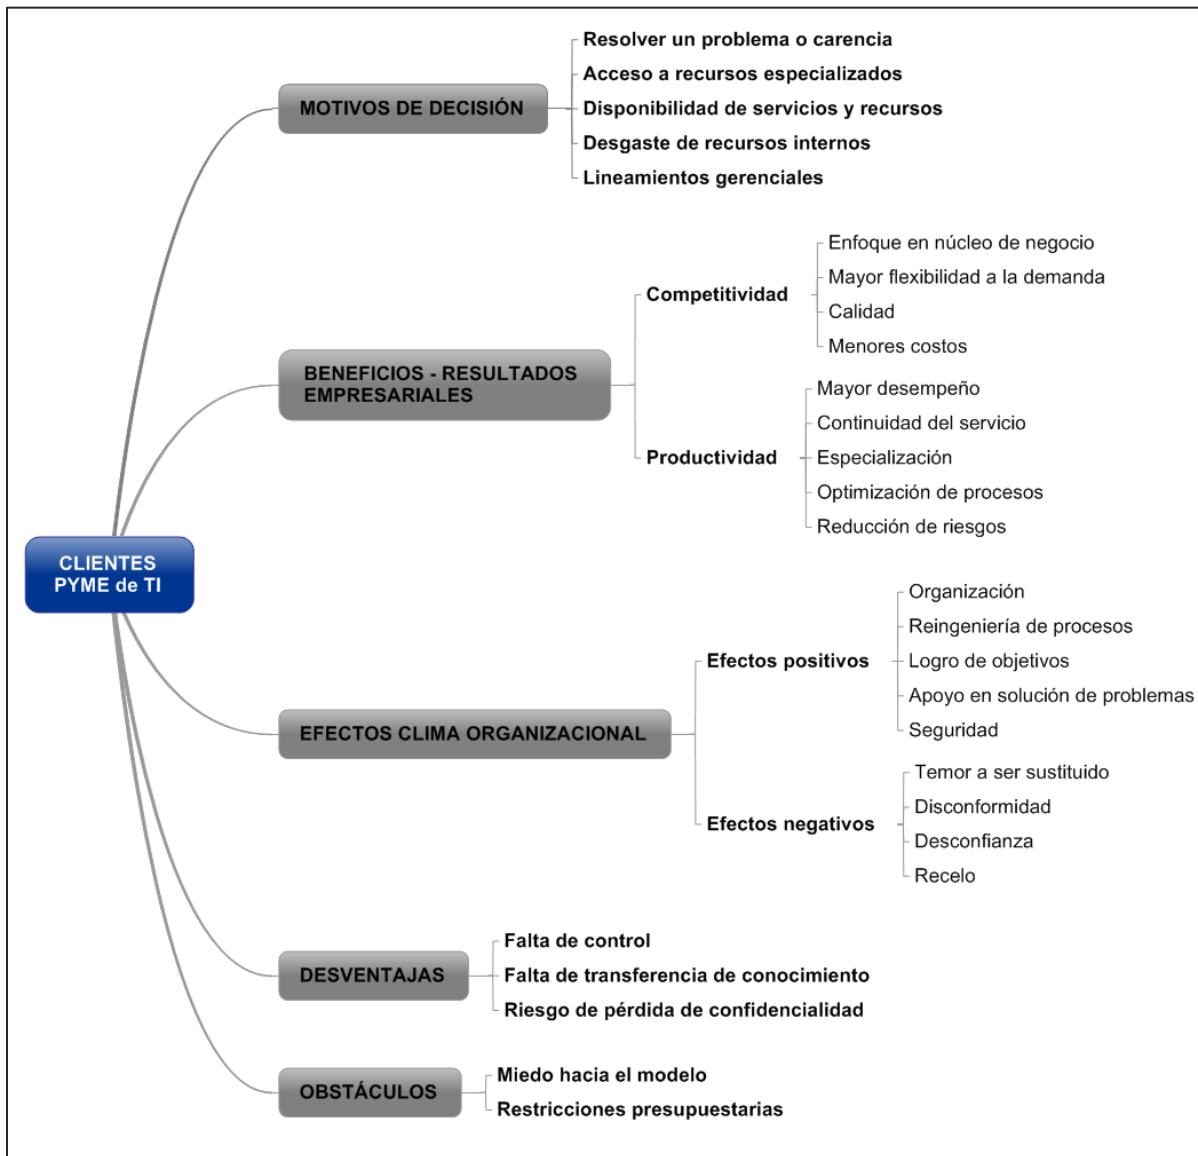 CLIENTES
PYME de TI
MOTIVOS DE DECISIÓN
Resolver un problema o carencia
Acceso a recursos especializados
Disponibilidad de servicios y recursos
Desgaste de recursos internos
Lineamientos gerenciales
BENEFICIOS - RESULTADOS
EMPRESARIALES
Competitividad
Enfoque en núcleo de negocio
Mayor flexibilidad a la demanda
Calidad
Menores costos
Productividad
Mayor desempeño
Continuidad del servicio
Especialización
Optimización de procesos
Reducción de riesgos
EFECTOS CLIMA ORGANIZACIONAL
Efectos positivos
Organización
Reingeniería de procesos
Logro de objetivos
Apoyo en solución de problemas
Seguridad
Efectos negativos
Temor a ser sustituido
Disconformidad
Desconfianza
Recelo
DESVENTAJAS
Falta de control
Falta de transferencia de conocimiento
Riesgo de pérdida de confidencialidad
OBSTÁCULOS
Miedo hacia el modelo
Restricciones presupuestarias